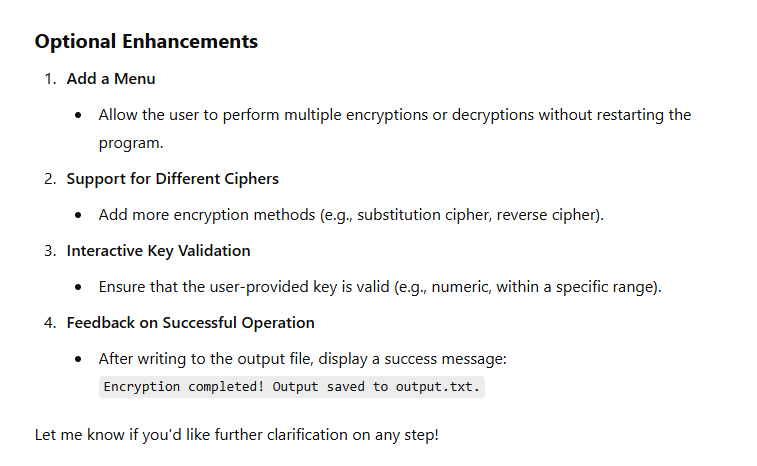 Optional Enhancements
1. Add a Menu
• Allow the user to perform multiple encryptions or decryptions without restarting the
program.
2. Support for Different Ciphers
• Add more encryption methods (e.g., substitution cipher, reverse cipher).
3. Interactive Key Validation
• Ensure that the user-provided key is valid (e.g., numeric, within a specific range).
4. Feedback on Successful Operation
• After writing to the output file, display a success message:
Encryption completed! Output saved to output.txt.
Let me know if you'd like further clarification on any step!